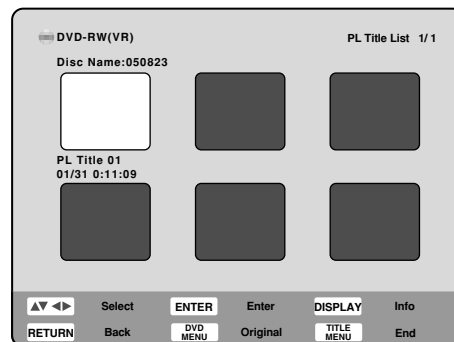 DVD-RW(VR) PL Title List 1/1
Disc Name:050823
PL Title 01
01/31 0:11:09
▲▼ ◀▶ Select ENTER Enter DISPLAY Info
RETURN Back DVD MENU Original TITLE MENU End